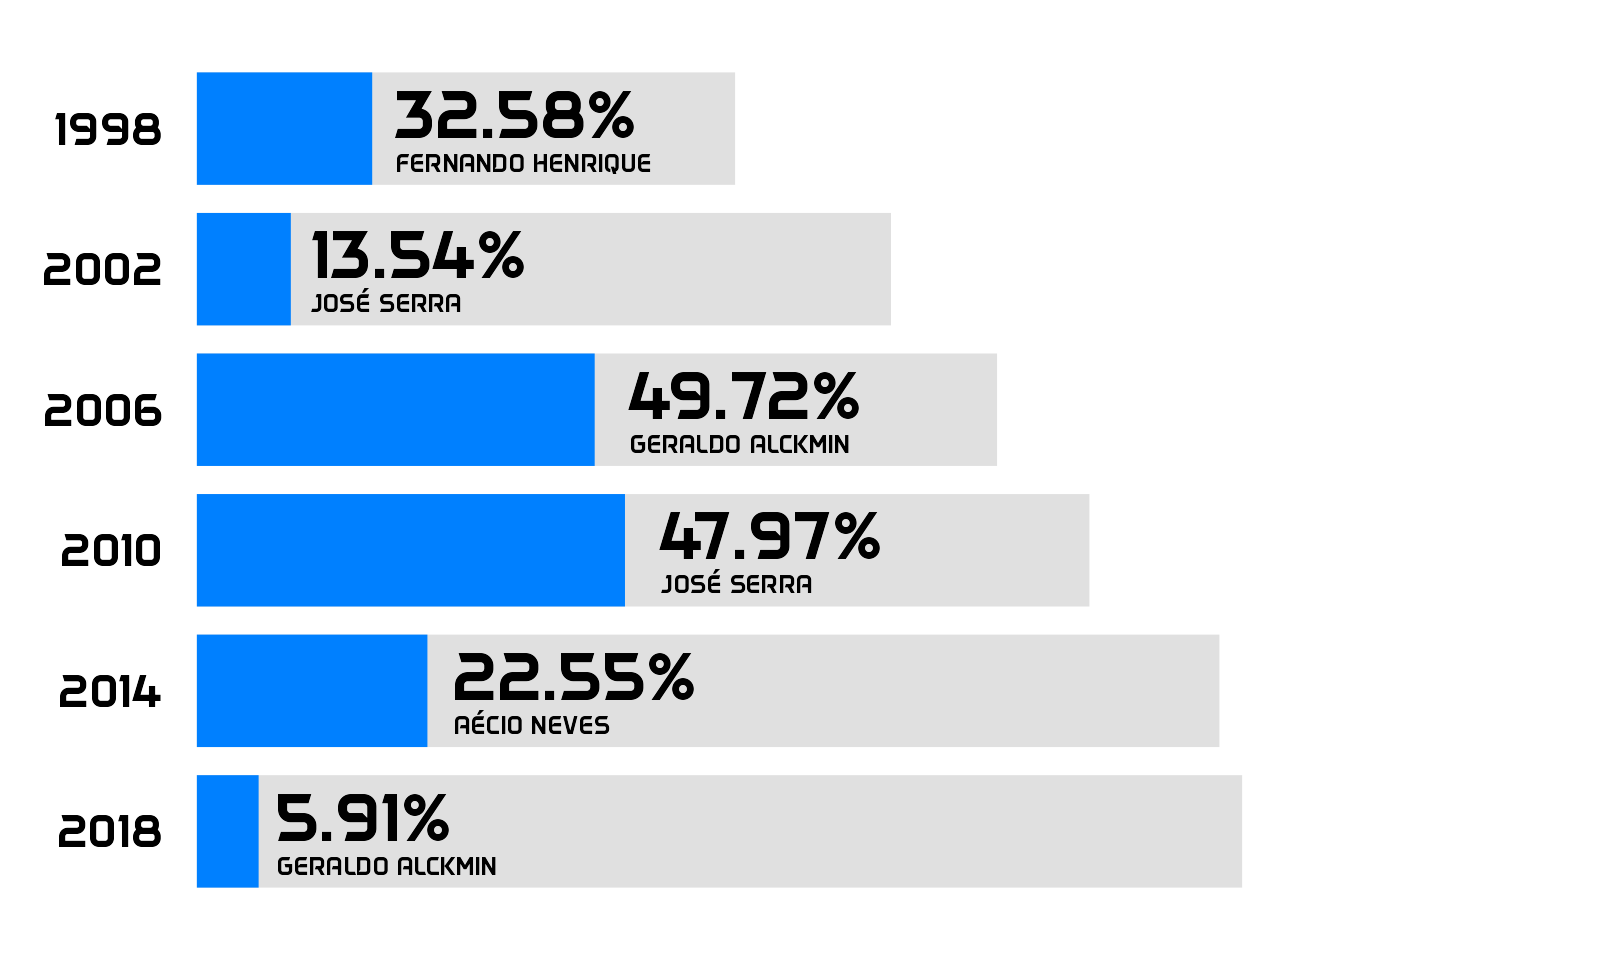 1998
32.58%
FERNANDO HENRIQUE
2002
13.54%
JOSÉ SERRA
2006
49.72%
GERALDO ALCKMIN
2010
47.97%
JOSÉ SERRA
2014
22.55%
AÉCIO NEVES
2018
5.91%
GERALDO ALCKMIN